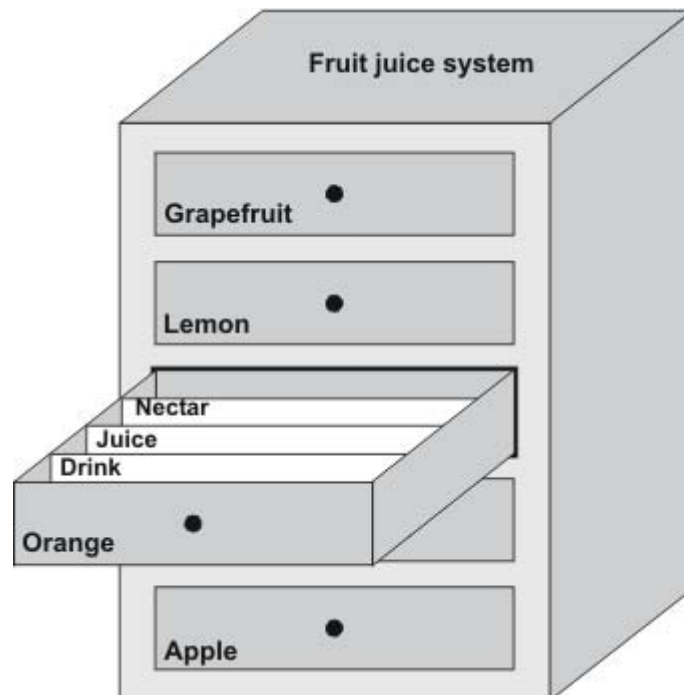 Fruit juice system
Grapefruit
Lemon
Nectar
Juice
Drink
Orange
Apple